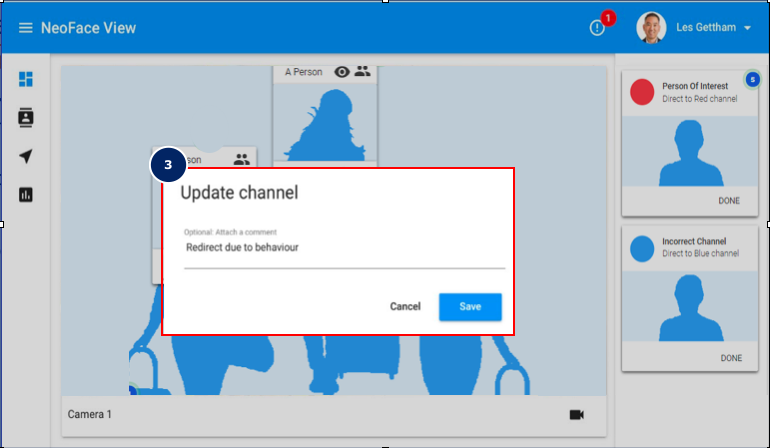 NeoFace View
1
Les Gettham
A Person
son
3
Update channel
Optional: Attach a comment
Redirect due to behaviour
Cancel
Save
Camera 1
5
Person Of Interest
Direct to Red channel
DONE
Incorrect Channel
Direct to Blue channel
DONE